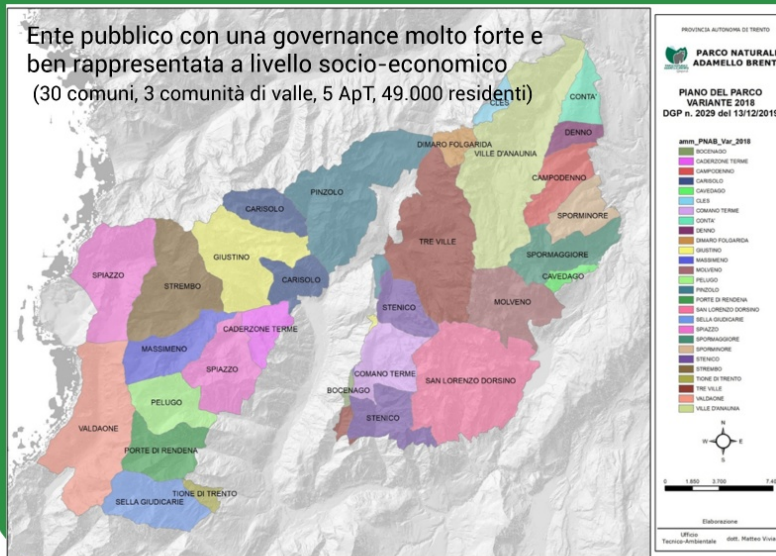 Ente pubblico con una governance molto forte e
ben rappresentata a livello socio-economico
(30 comuni, 3 comunità di valle, 5 ApT, 49.000 residenti)
CLES
CONTA'
DENNO
DIMARO FOLGARIDA
VILLE D'ANAUNIA
CAMPODENNO
PINZOLO
SPORMINORE
CARISOLO
TRE VILLE
GIUSTINO
SPORMAGGIORE
SPIAZZO
CARISOLO
CAVEDAGO
STREMBO
STENICO
MOLVENO
CADERZONE TERME
MASSIMENO
COMANO TERME
SPIAZZO
SAN LORENZO DORSINO
BOCENAGO
PELUGO
STENICO
VALDAONE
PORTE DI RENDENA
TIONE DI TRENTO
SELLA GIUDICARIE
PROVINCIA AUTONOMA DI TRENTO
PARCO NATURALE
ADAMELLO BRENT
PIANO DEL PARCO
VARIANTE 2018
DGP n. 2029 del 13/12/2019
amm_PNAB_Var_2018
BOCENAGO
CADERZONE TERME
CAMPODENNO
CARISOLO
CAVEDAGO
CLES
COMANO TERME
CONTA'
DENNO
DIMARO FOLGARIDA
GIUSTINO
MASSIMENO
MOLVENO
PELUGO
PINZOLO
PORTE DI RENDENA
SAN LORENZO DORSINO
SELLA GIUDICARIE
SPIAZZO
SPORMAGGIORE
SPORMINORE
STENICO
STREMBO
TIONE DI TRENTO
TRE VILLE
VALDAONE
VILLE D'ANAUNIA
N
W E
S
0 1.850 3.700 7.40
Elaborazione
Ufficio
Tecnico-Ambientale
dott. Matteo Vivia